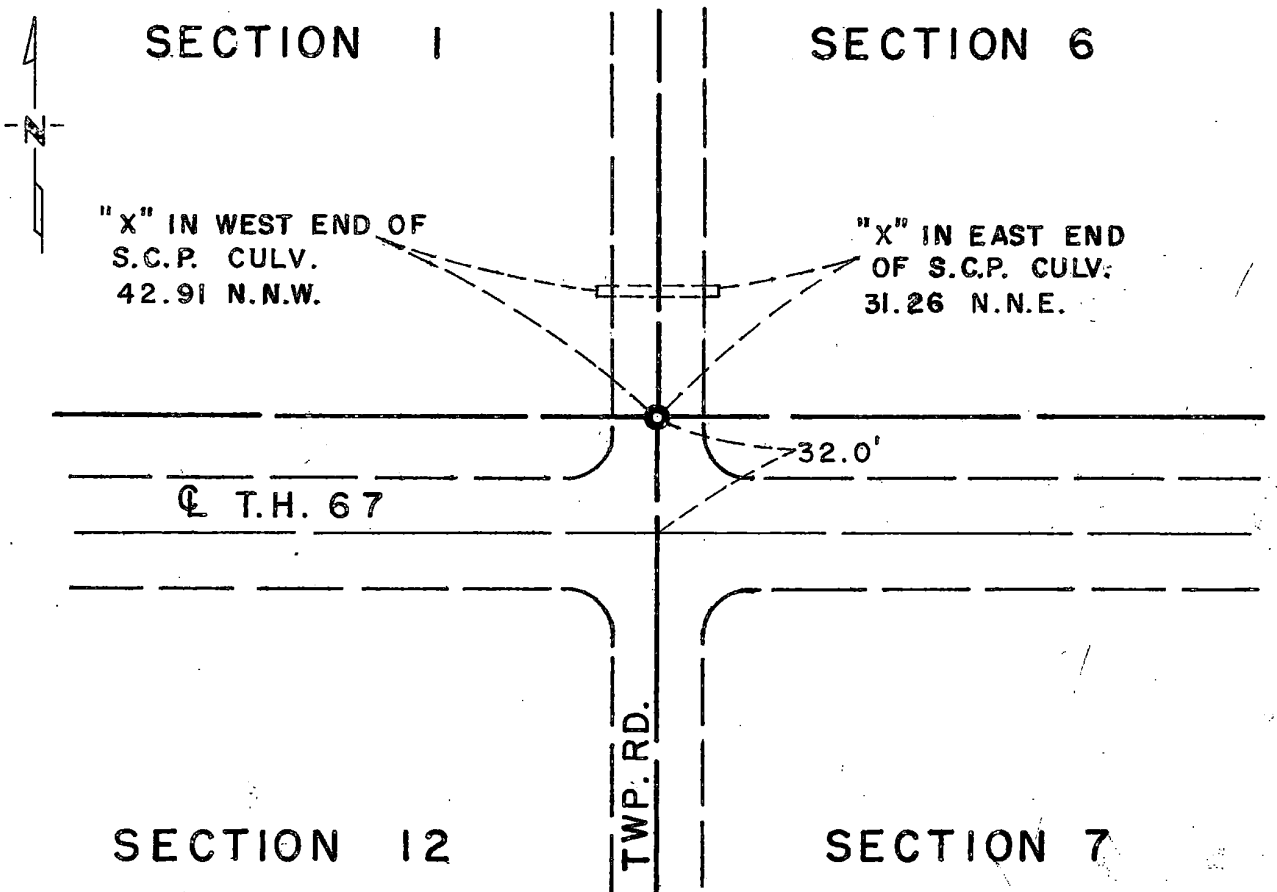 SECTION 1
SECTION 6
N
"X" IN WEST END OF
S.C.P. CULV.
42.91 N.N.W.
"X" IN EAST END
OF S.C.P. CULV.
31.26 N.N.E.
32.0'
℄ T.H. 67
TWP. RD.
SECTION 12
SECTION 7